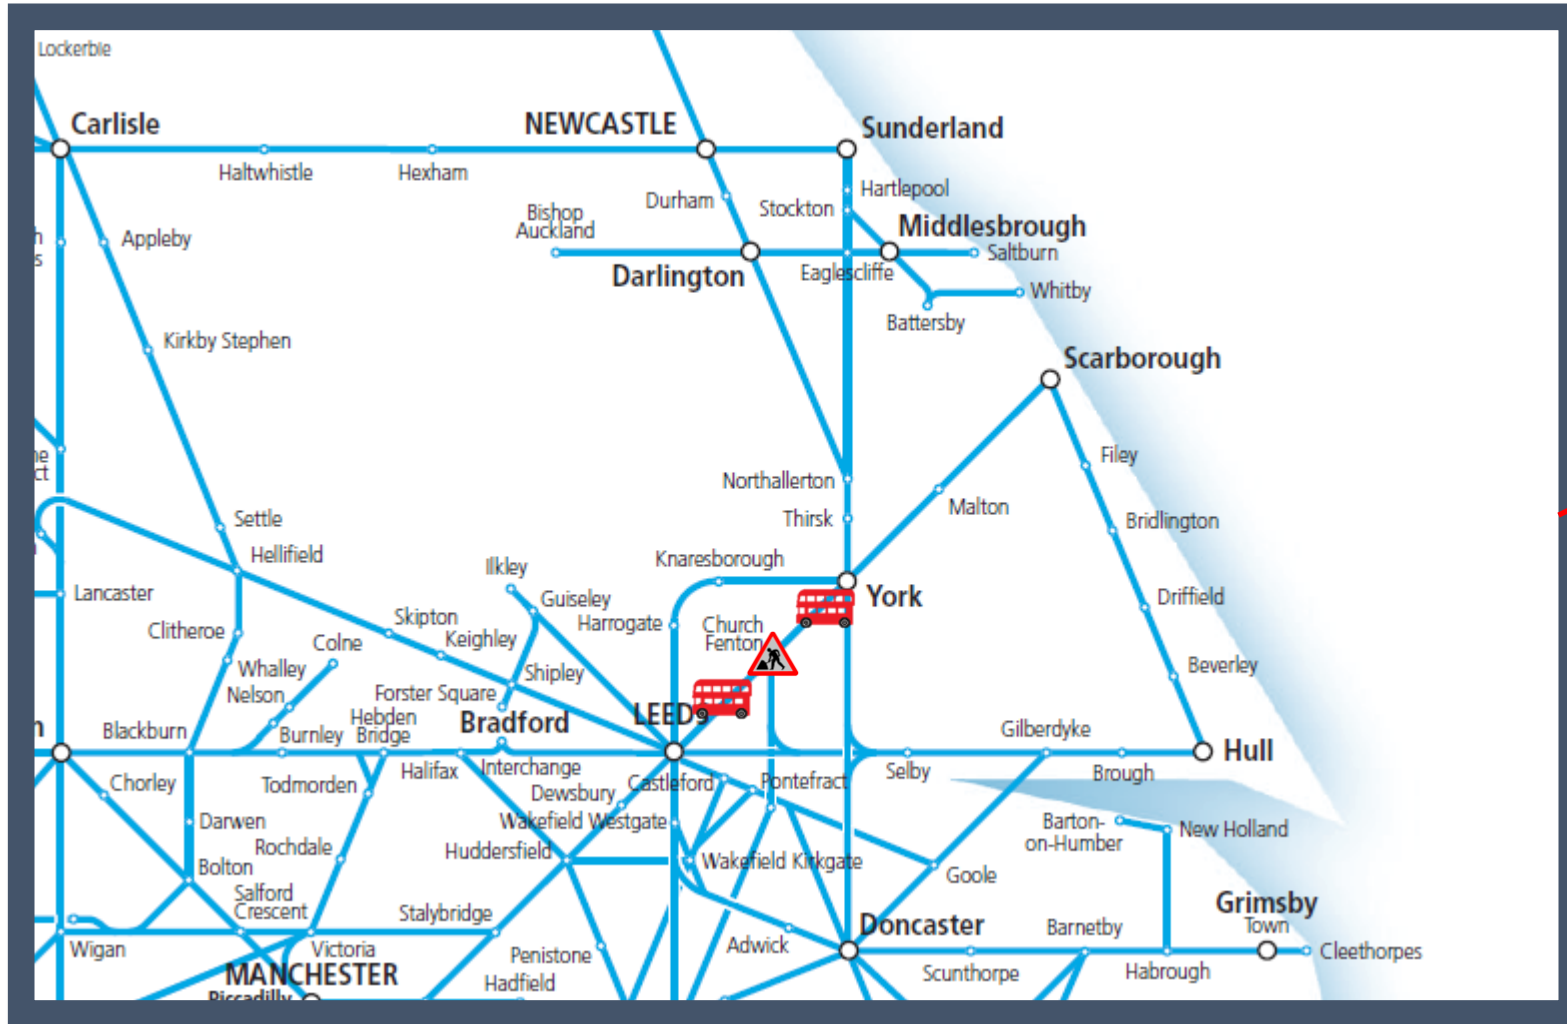 Lockerbie
Carlisle
NEWCASTLE
Sunderland
Haltwhistle
Hexham
Durham
Hartlepool
Stockton
Bishop
Auckland
Middlesbrough
Appleby
h
s
Saltburn
Darlington
Eaglescliffe
Whitby
Battersby
Kirkby Stephen
Scarborough
ne
ct
Filey
Northallerton
Malton
Thirsk
Settle
Bridlington
Hellifield
Knaresborough
Ilkley
Lancaster
Guiseley
York
Driffield
Skipton
Harrogate
Church
Fenton
Clitheroe
Colne
Keighley
Whalley
Shipley
Beverley
Nelson
Forster Square
LEEDS
Hebden
Bridge
Bradford
Blackburn
Burnley
Gilberdyke
n
Hull
Halifax
Interchange
Selby
Brough
Chorley
Todmorden
Dewsbury
Castleford
Pontefract
Darwen
Wakefield Westgate
Barton-
on-Humber
New Holland
Rochdale
Huddersfield
Wakefield Kirkgate
Bolton
Goole
Salford
Crescent
Stalybridge
Doncaster
Grimsby
Town
Barnetby
Wigan
Victoria
Penistone
Adwick
Cleethorpes
MANCHESTER
Piccadilly
Hadfield
Scunthorpe
Habrough